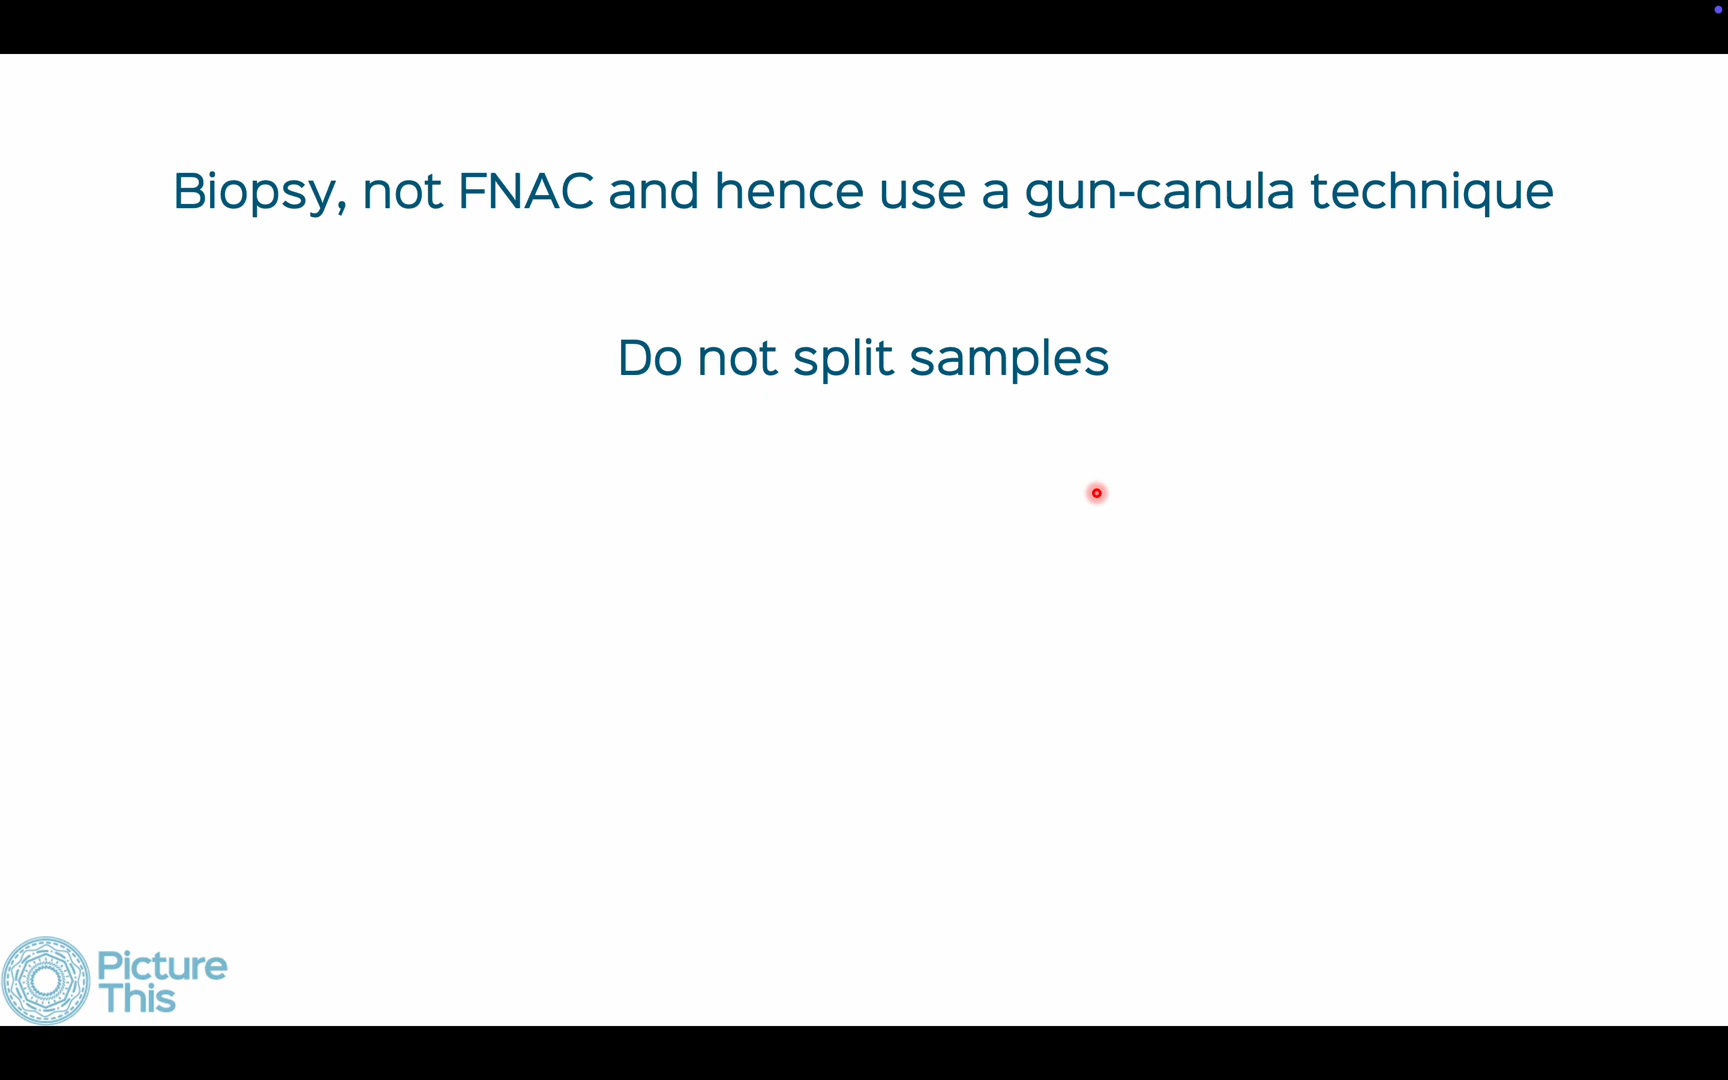 Biopsy, not FNAC and hence use a gun-canula technique
Do not split samples
Picture
This